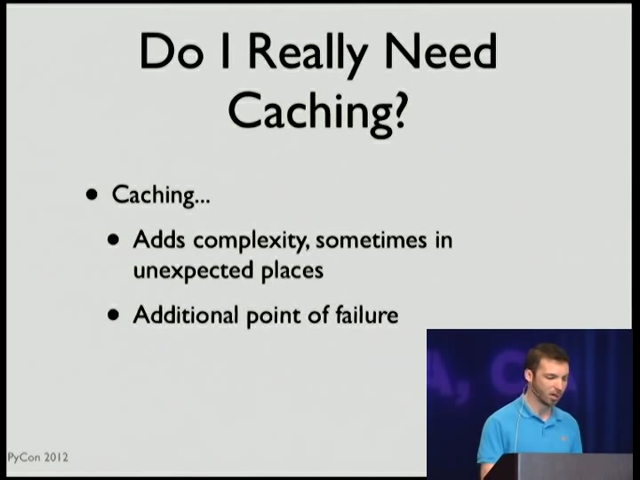 Do I Really Need
Caching?
• Caching...
• Adds complexity, sometimes in
unexpected places
• Additional point of failure
PyCon 2012